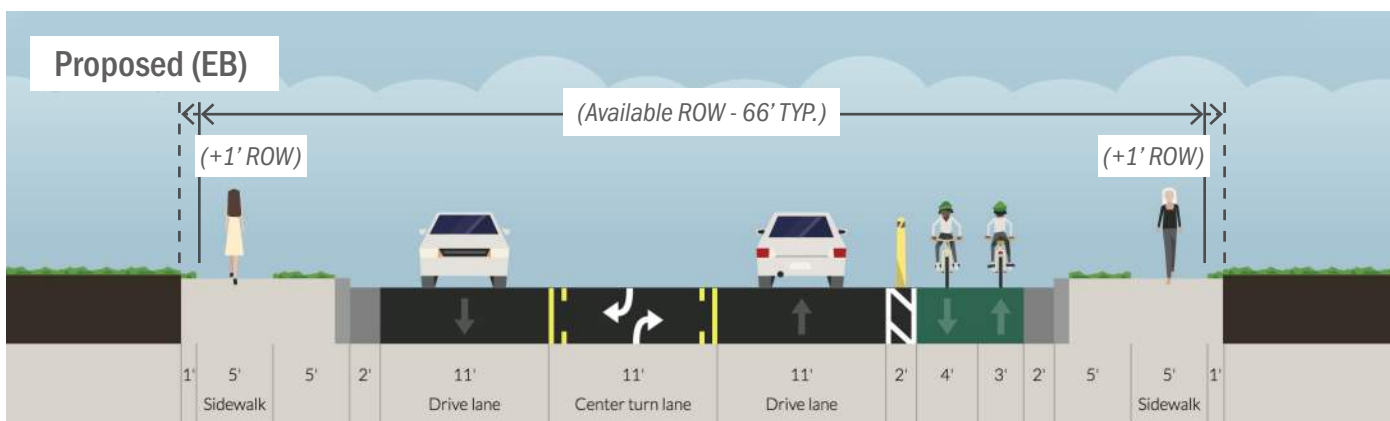 Proposed (EB)
(Available ROW - 66' TYP.)
(+1' ROW)
(+1' ROW)
1' 5' 5' 2' 11' 11' 11' 2' 4' 3' 2' 5' 5' 1'
Sidewalk Drive lane Center turn lane Drive lane Sidewalk